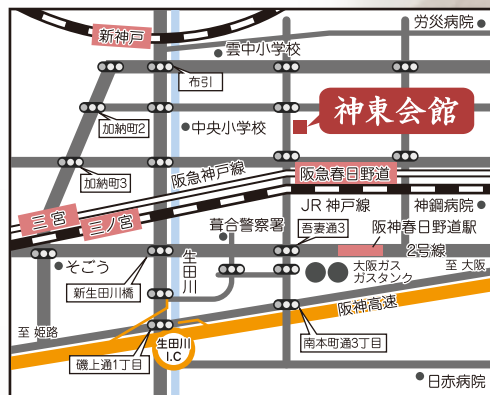 新神戸
労災病院
雲中小学校
布引
神東会館
加納町2
中央小学校
加納町3
阪急神戸線
阪急春日野道
三宮
三ノ宮
JR 神戸線
神鋼病院
葺合警察署
吾妻通3
阪神春日野道駅
2号線
そごう
生田川
大阪ガス
ガスタンク
至 大阪
新生田川橋
阪神高速
至 姫路
生田川
I.C
磯上通1丁目
南本町通3丁目
日赤病院